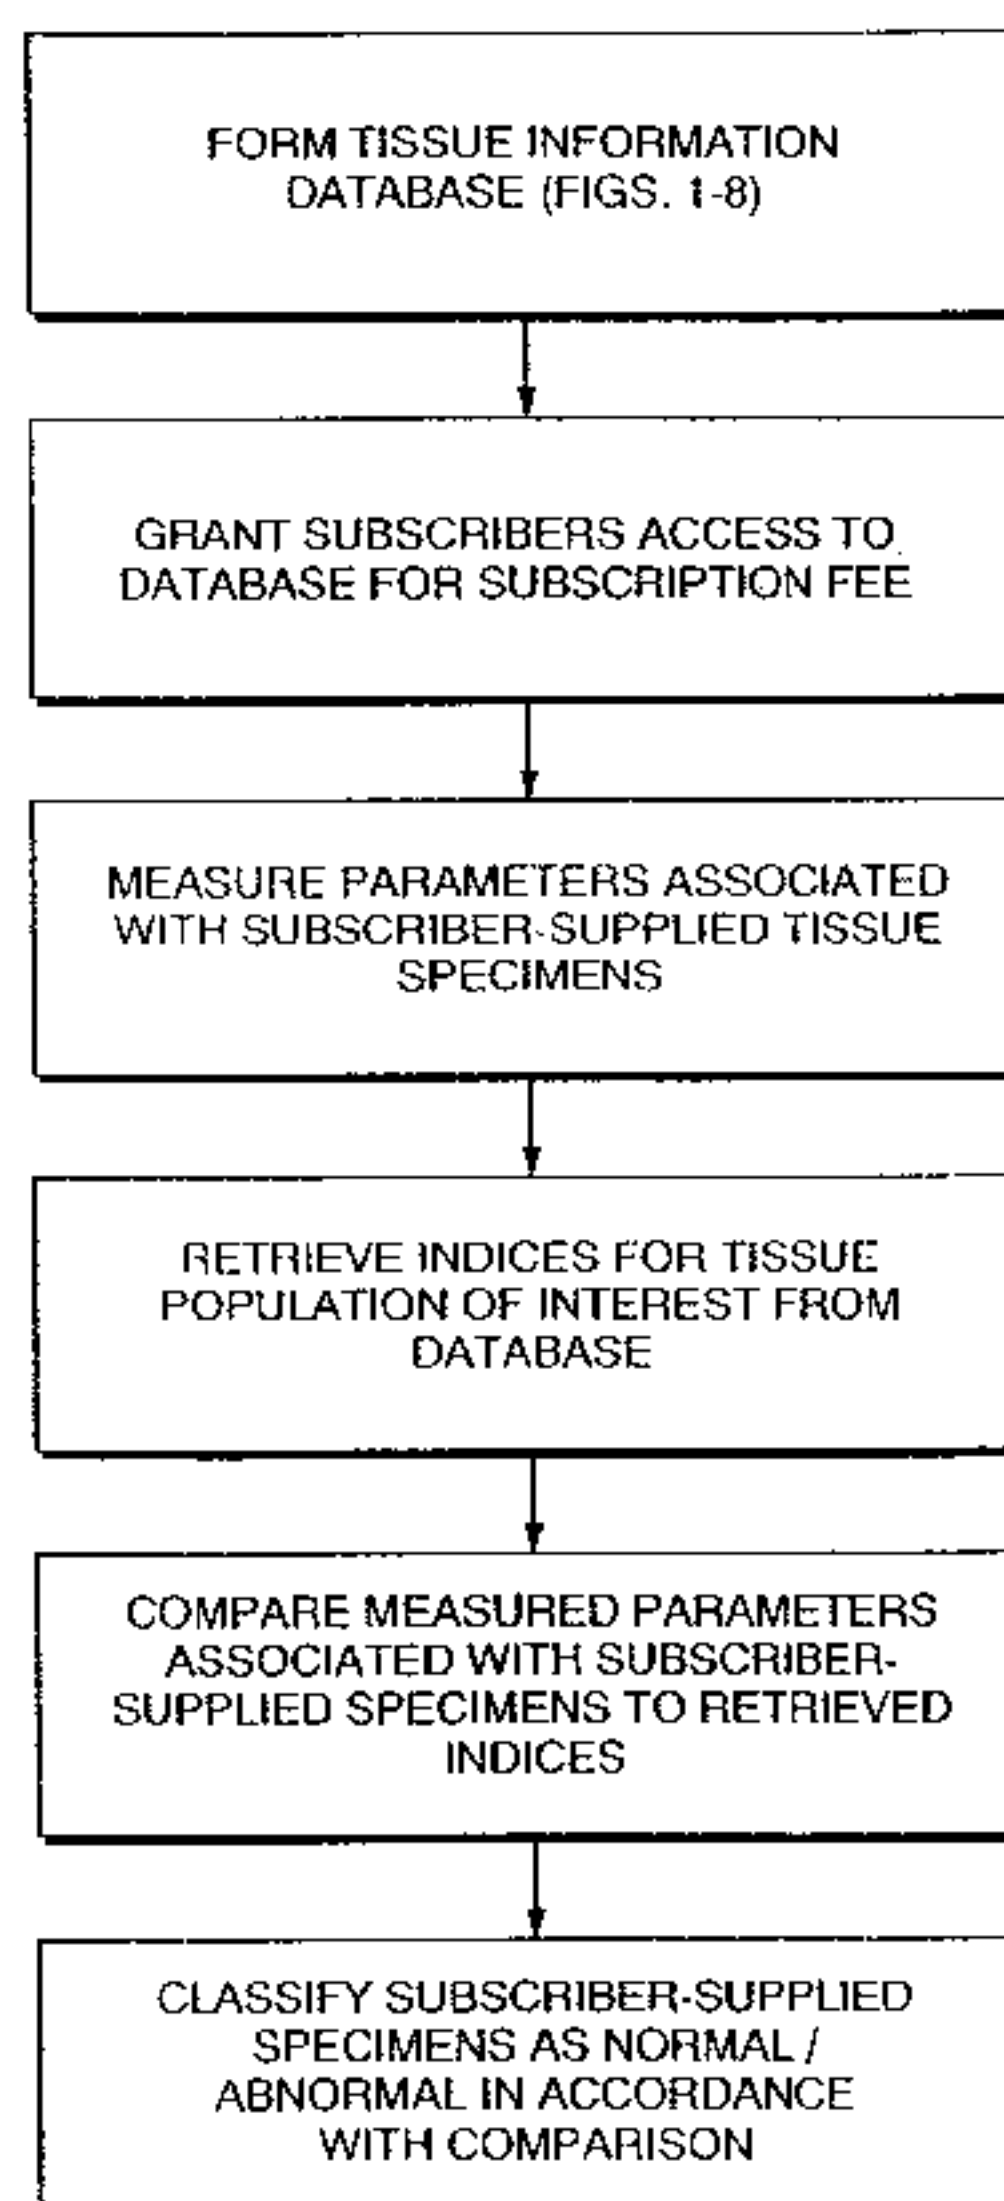 FORM TISSUE INFORMATION
DATABASE (FIGS. 1-8)
GRANT SUBSCRIBERS ACCESS TO
DATABASE FOR SUBSCRIPTION FEE
MEASURE PARAMETERS ASSOCIATED
WITH SUBSCRIBER-SUPPLIED TISSUE
SPECIMENS
RETRIEVE INDICES FOR TISSUE
POPULATION OF INTEREST FROM
DATABASE
COMPARE MEASURED PARAMETERS
ASSOCIATED WITH SUBSCRIBER-
SUPPLIED SPECIMENS TO RETRIEVED
INDICES
CLASSIFY SUBSCRIBER-SUPPLIED
SPECIMENS AS NORMAL /
ABNORMAL IN ACCORDANCE
WITH COMPARISON